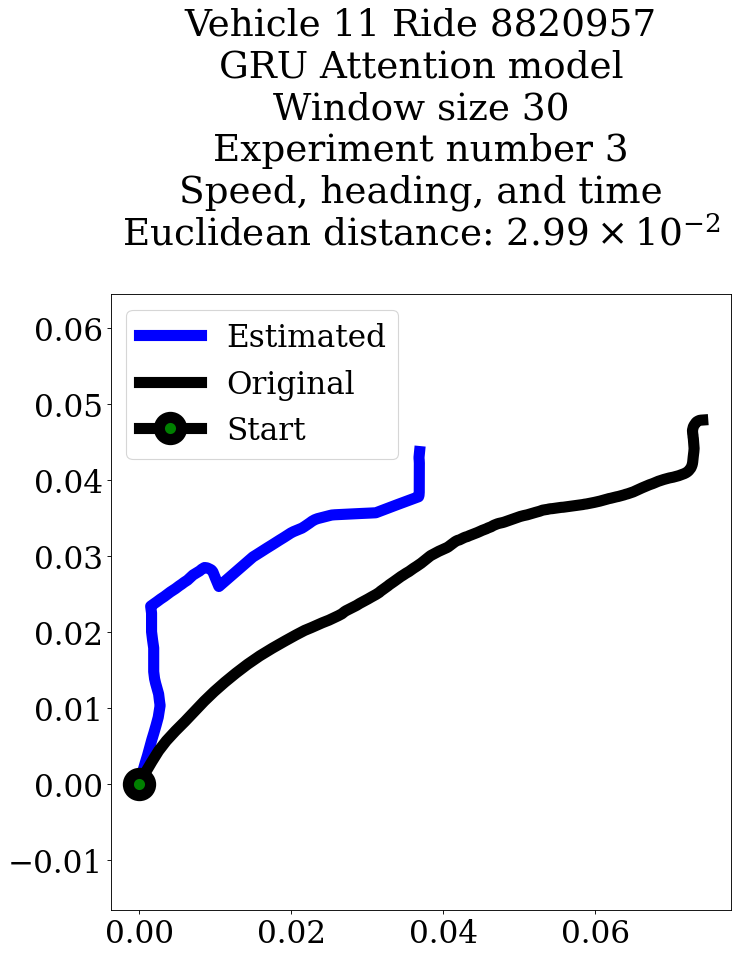 Vehicle 11 Ride 8820957
GRU Attention model
Window size 30
Experiment number 3
Speed, heading, and time
Euclidean distance: 2.99 × 10⁻²
Estimated
Original
Start
0.06
0.05
0.04
0.03
0.02
0.01
0.00
−0.01
0.00 0.02 0.04 0.06